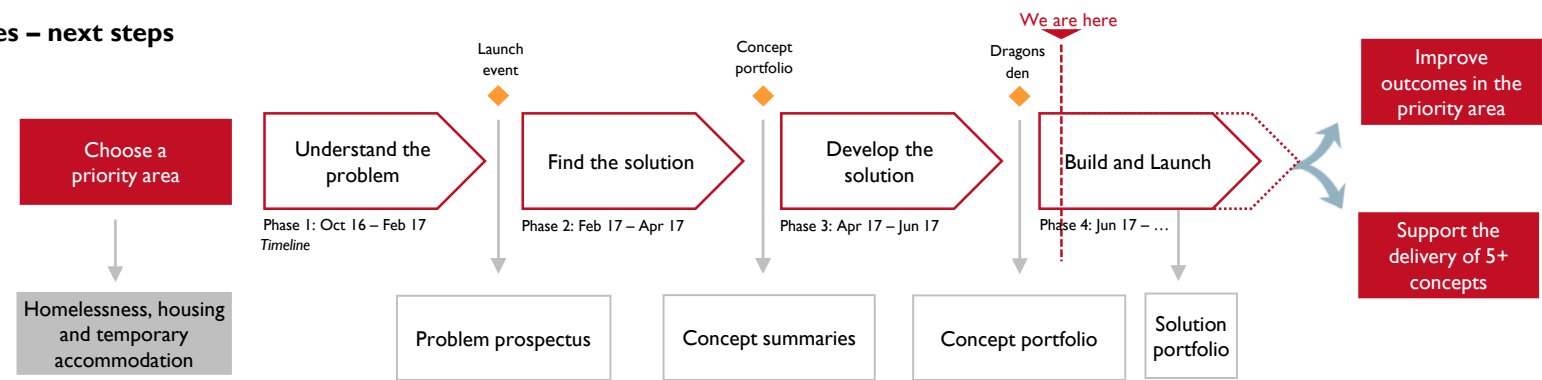 es – next steps
We are here
Launch
event
Concept
portfolio
Dragons
den
Choose a
priority area
Understand the
problem
Find the solution
Develop the
solution
Build and Launch
Improve
outcomes in the
priority area
Phase 1: Oct 16 – Feb 17
Timeline
Phase 2: Feb 17 – Apr 17
Phase 3: Apr 17 – Jun 17
Phase 4: Jun 17 – …
Support the
delivery of 5+
concepts
Homelessness, housing
and temporary
accommodation
Problem prospectus
Concept summaries
Concept portfolio
Solution
portfolio